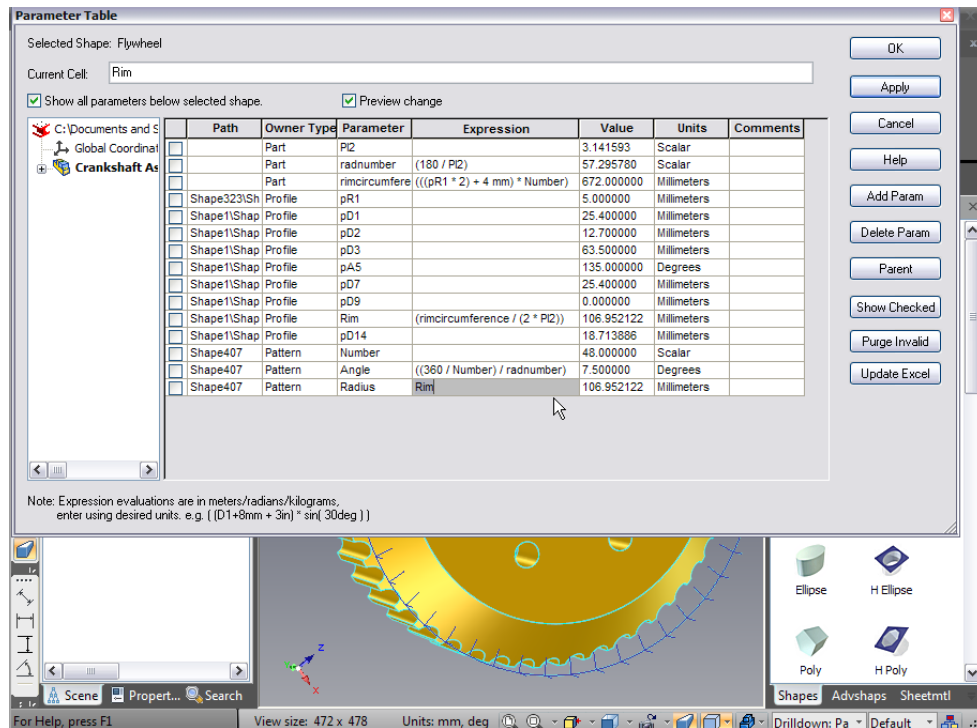 Parameter Table
Selected Shape: Flywheel
Current Cell: Rim
Show all parameters below selected shape. Preview change
OK
Apply
Cancel
Help
Add Param
Delete Param
Parent
Show Checked
Purge Invalid
Update Excel
C:\Documents and S
Global Coordinat
Crankshaft As
Path Owner Type Parameter Expression Value Units Comments
Part PI2 3.141593 Scalar
Part radnumber (180 / PI2) 57.295780 Scalar
Part rimcircumfere (((pR1 * 2) + 4 mm) * Number) 672.000000 Millimeters
Shape323\Sh Profile pR1 5.000000 Millimeters
Shape1\Shap Profile pD1 25.400000 Millimeters
Shape1\Shap Profile pD2 12.700000 Millimeters
Shape1\Shap Profile pD3 63.500000 Millimeters
Shape1\Shap Profile pA5 135.000000 Degrees
Shape1\Shap Profile pD7 25.400000 Millimeters
Shape1\Shap Profile pD9 0.000000 Millimeters
Shape1\Shap Profile Rim (rimcircumference / (2 * PI2)) 106.952122 Millimeters
Shape1\Shap Profile pD14 18.713886 Millimeters
Shape407 Pattern Number 48.000000 Scalar
Shape407 Pattern Angle ((360 / Number) / radnumber) 7.500000 Degrees
Shape407 Pattern Radius Rim 106.952122 Millimeters
Note: Expression evaluations are in meters/radians/kilograms,
enter using desired units. e.g. ( (D1+8mm + 3in) * sin( 30deg ) )
Z
X
Ellipse H Ellipse
Poly H Poly
Scene Propert... Search
Shapes Advshaps Sheetmtl
For Help, press F1 View size: 472 x 478 Units: mm, deg Drilldown: Pa Default